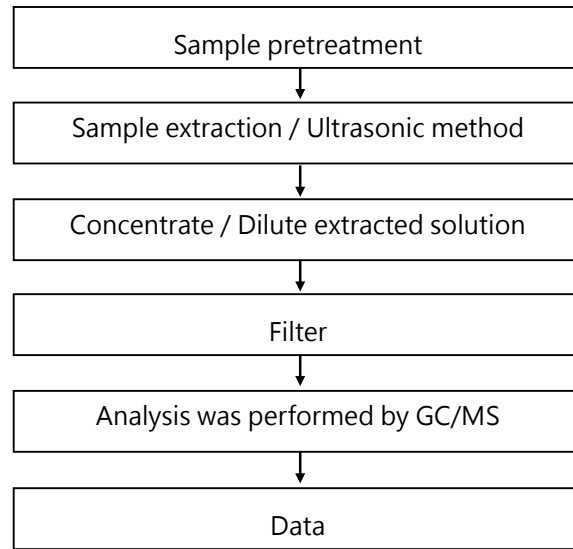 Sample pretreatment
Sample extraction / Ultrasonic method
Concentrate / Dilute extracted solution
Filter
Analysis was performed by GC/MS
Data